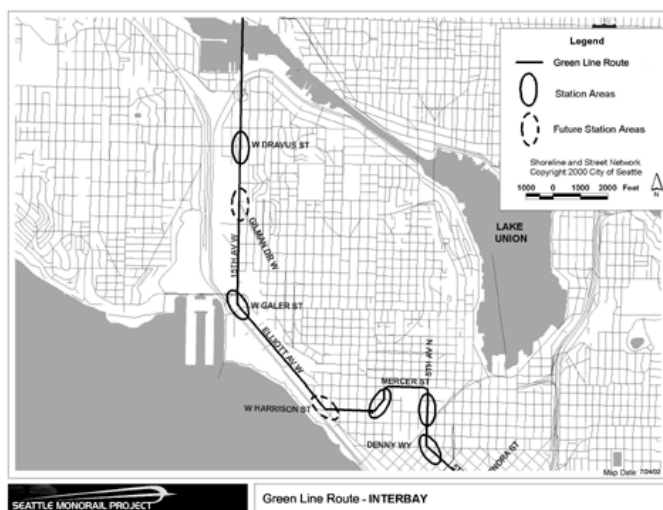 Legend
Green Line Route
Station Areas
Future Station Areas
Shoreline and Street Network
Copyright 2000 City of Seattle
1000 0 1000 2000 Feet
N
W DRAVUS ST
GILMAN DR W
15TH AV W
LAKE
UNION
W GALER ST
ELLIOTT AV W
5TH AV N
MERCER ST
W HARRISON ST
DENNY WY
Map Date: 7/24/02
SEATTLE MONORAIL PROJECT
Green Line Route - INTERBAY